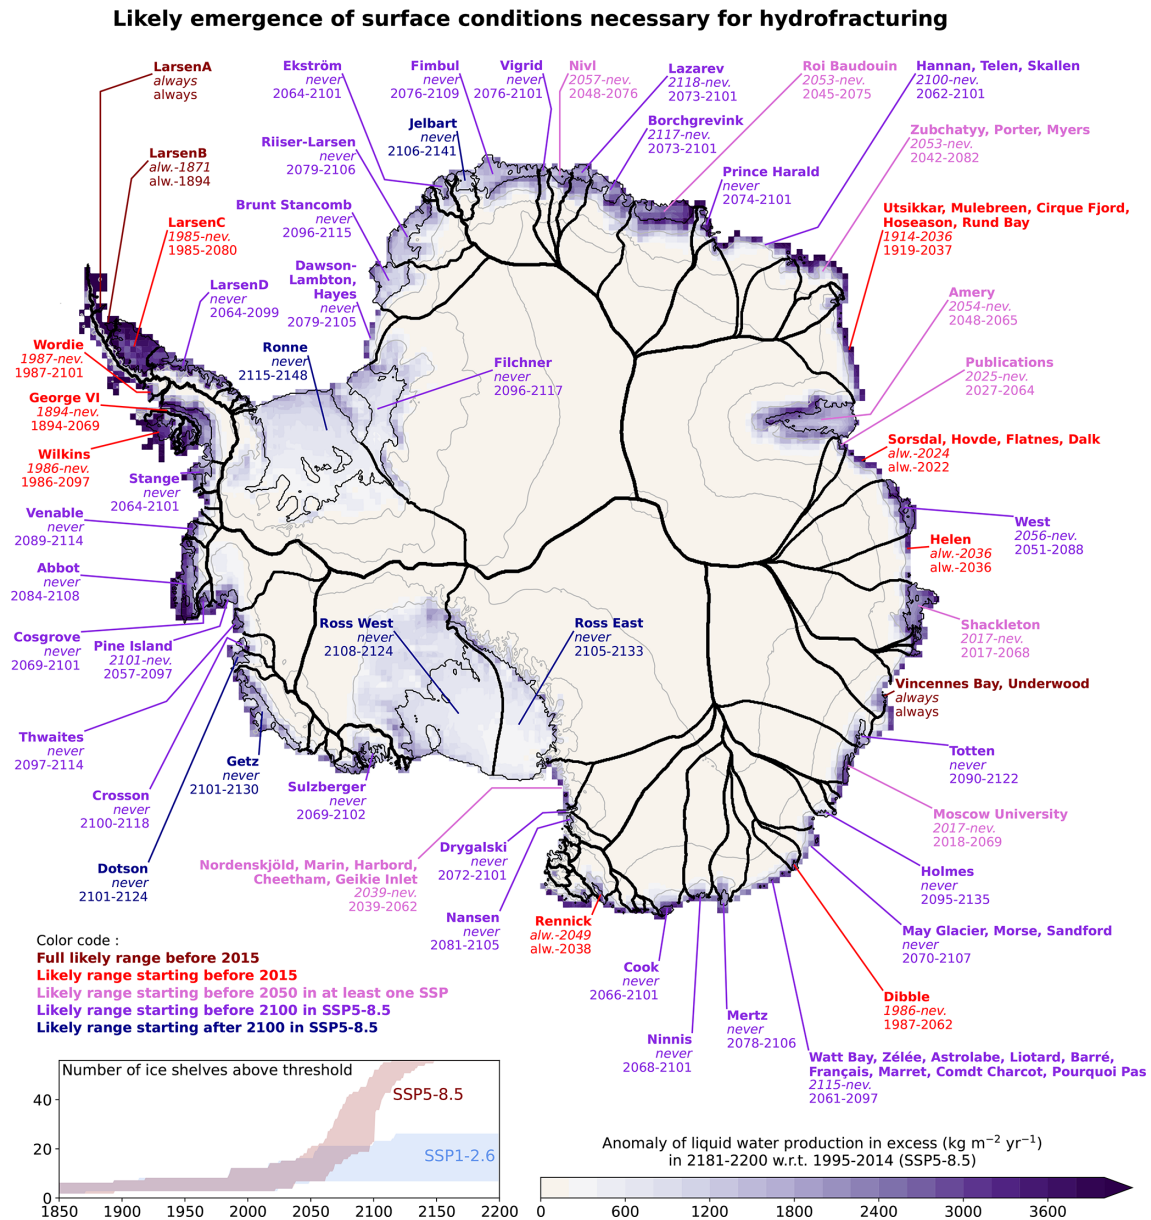 Likely emergence of surface conditions necessary for hydrofracturing
LarsenA
always
always
Ekström
never
2064-2101
Fimbul
never
2076-2109
Vigrid
never
2076-2101
Nivl
2057-nev.
2048-2076
Lazarev
2118-nev.
2073-2101
Roi Baudouin
2053-nev.
2045-2075
Hannan, Telen, Skallen
2100-nev.
2062-2101
LarsenB
alw.-1871
alw.-1894
Riiser-Larsen
never
2079-2106
Jelbart
never
2106-2141
Borchgrevink
2117-nev.
2073-2101
Zubchatyy, Porter, Myers
2053-nev.
2042-2082
Prince Harald
never
2074-2101
LarsenC
1985-nev.
1985-2080
Brunt Stancomb
never
2096-2115
Utsikkar, Mulebreen, Cirque Fjord,
Hoseason, Rund Bay
1914-2036
1919-2037
LarsenD
never
2064-2099
Dawson-
Lambton,
Hayes
never
2079-2105
Amery
2054-nev.
2048-2065
Wordie
1987-nev.
1987-2101
Ronne
never
2115-2148
Filchner
never
2096-2117
Publications
2025-nev.
2027-2064
George VI
1894-nev.
1894-2069
Wilkins
1986-nev.
1986-2097
Sorsdal, Hovde, Flatnes, Dalk
alw.-2024
alw.-2022
Stange
never
2064-2101
Venable
never
2089-2114
West
2056-nev.
2051-2088
Helen
alw.-2036
alw.-2036
Abbot
never
2084-2108
Cosgrove
never
2069-2101
Pine Island
2101-nev.
2057-2097
Ross West
never
2108-2124
Ross East
never
2105-2133
Shackleton
2017-nev.
2017-2068
Vincennes Bay, Underwood
always
always
Thwaites
never
2097-2114
Getz
never
2101-2130
Totten
never
2090-2122
Crosson
never
2100-2118
Sulzberger
never
2069-2102
Moscow University
2017-nev.
2018-2069
Dotson
never
2101-2124
Nordenskjöld, Marin, Harbord,
Cheetham, Geikie Inlet
2039-nev.
2039-2062
Drygalski
never
2072-2101
Holmes
never
2095-2135
Nansen
never
2081-2105
Rennick
alw.-2049
alw.-2038
May Glacier, Morse, Sandford
never
2070-2107
Cook
never
2066-2101
Dibble
1986-nev.
1987-2062
Ninnis
never
2068-2101
Mertz
never
2078-2106
Watt Bay, Zélée, Astrolabe, Liotard, Barré,
Français, Marret, Comdt Charcot, Pourquoi Pas
2115-nev.
2061-2097
Color code :
Full likely range before 2015
Likely range starting before 2015
Likely range starting before 2050 in at least one SSP
Likely range starting before 2100 in SSP5-8.5
Likely range starting after 2100 in SSP5-8.5
Number of ice shelves above threshold
SSP5-8.5
SSP1-2.6
40
20
0
1850 1900 1950 2000 2050 2100 2150 2200
Anomaly of liquid water production in excess (kg m⁻² yr⁻¹)
in 2181-2200 w.r.t. 1995-2014 (SSP5-8.5)
0 600 1200 1800 2400 3000 3600